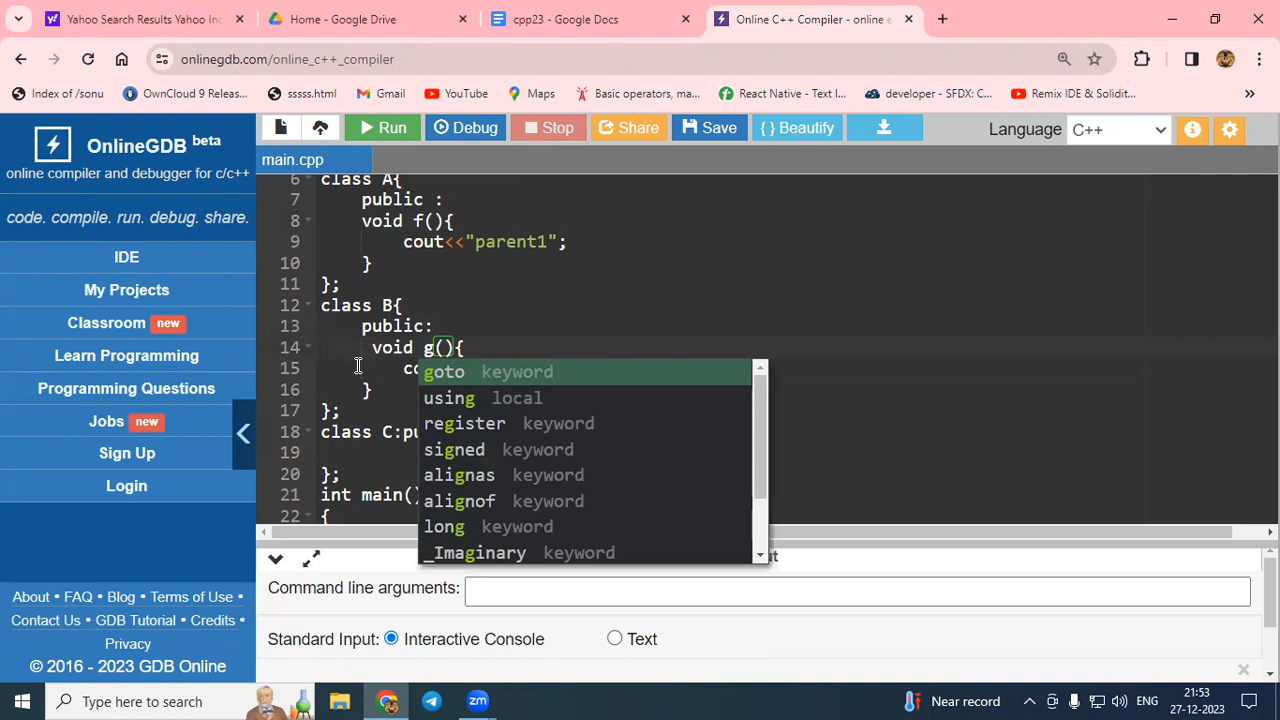 Yahoo Search Results Yahoo Inc
Home - Google Drive
cpp23 - Google Docs
Online C++ Compiler - online e
onlinegdb.com/online_c++_compiler
Index of /sonu
OwnCloud 9 Releas...
sssss.html
Gmail
YouTube
Maps
Basic operators, ma...
React Native - Text I...
developer - SFDX: C...
Remix IDE & Solidit...
»
OnlineGDB beta
online compiler and debugger for c/c++
code. compile. run. debug. share.
IDE
My Projects
Classroom new
Learn Programming
Programming Questions
Jobs new
Sign Up
Login
About • FAQ • Blog • Terms of Use •
Contact Us • GDB Tutorial • Credits •
Privacy
© 2016 - 2023 GDB Online
Run
Debug
Stop
Share
Save
{ } Beautify
Language C++
main.cpp
6 class A{
7 public :
8 void f(){
9 cout<<"parent1";
10 }
11 };
12 class B{
13 public:
14 void g(){
15 co
16 }
17 };
18 class C:pu
19
20 };
21 int main()
22 {
goto keyword
using local
register keyword
signed keyword
alignas keyword
alignof keyword
long keyword
_Imaginary keyword
ut
Command line arguments:
Standard Input: Interactive Console Text
Type here to search
Near record
ENG
21:53
27-12-2023